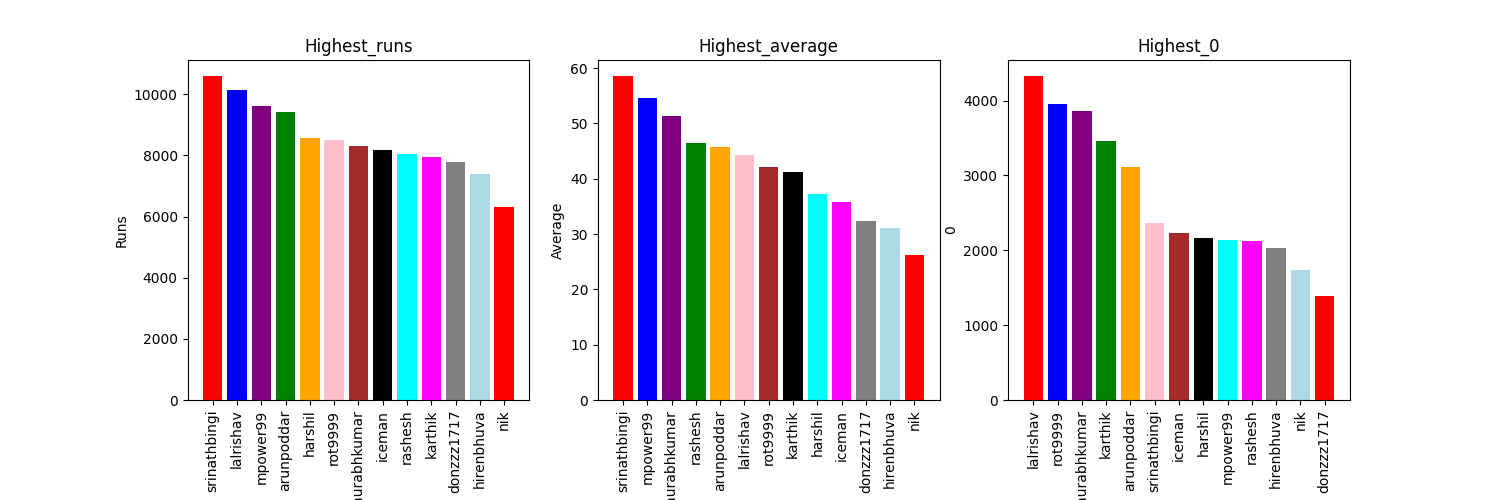 Highest_runs
Runs
10000
8000
6000
4000
2000
0
srinathbingi
lalrishav
mpower99
arunpoddar
harshil
rot9999
urabhkumar
iceman
rashesh
karthik
donzzz1717
hirenbhuva
nik
Highest_average
Average
60
50
40
30
20
10
0
srinathbingi
mpower99
urabhkumar
rashesh
arunpoddar
lalrishav
rot9999
karthik
harshil
iceman
donzzz1717
hirenbhuva
nik
Highest_0
0
4000
3000
2000
1000
0
lalrishav
rot9999
urabhkumar
karthik
arunpoddar
srinathbingi
iceman
harshil
mpower99
rashesh
hirenbhuva
nik
donzzz1717